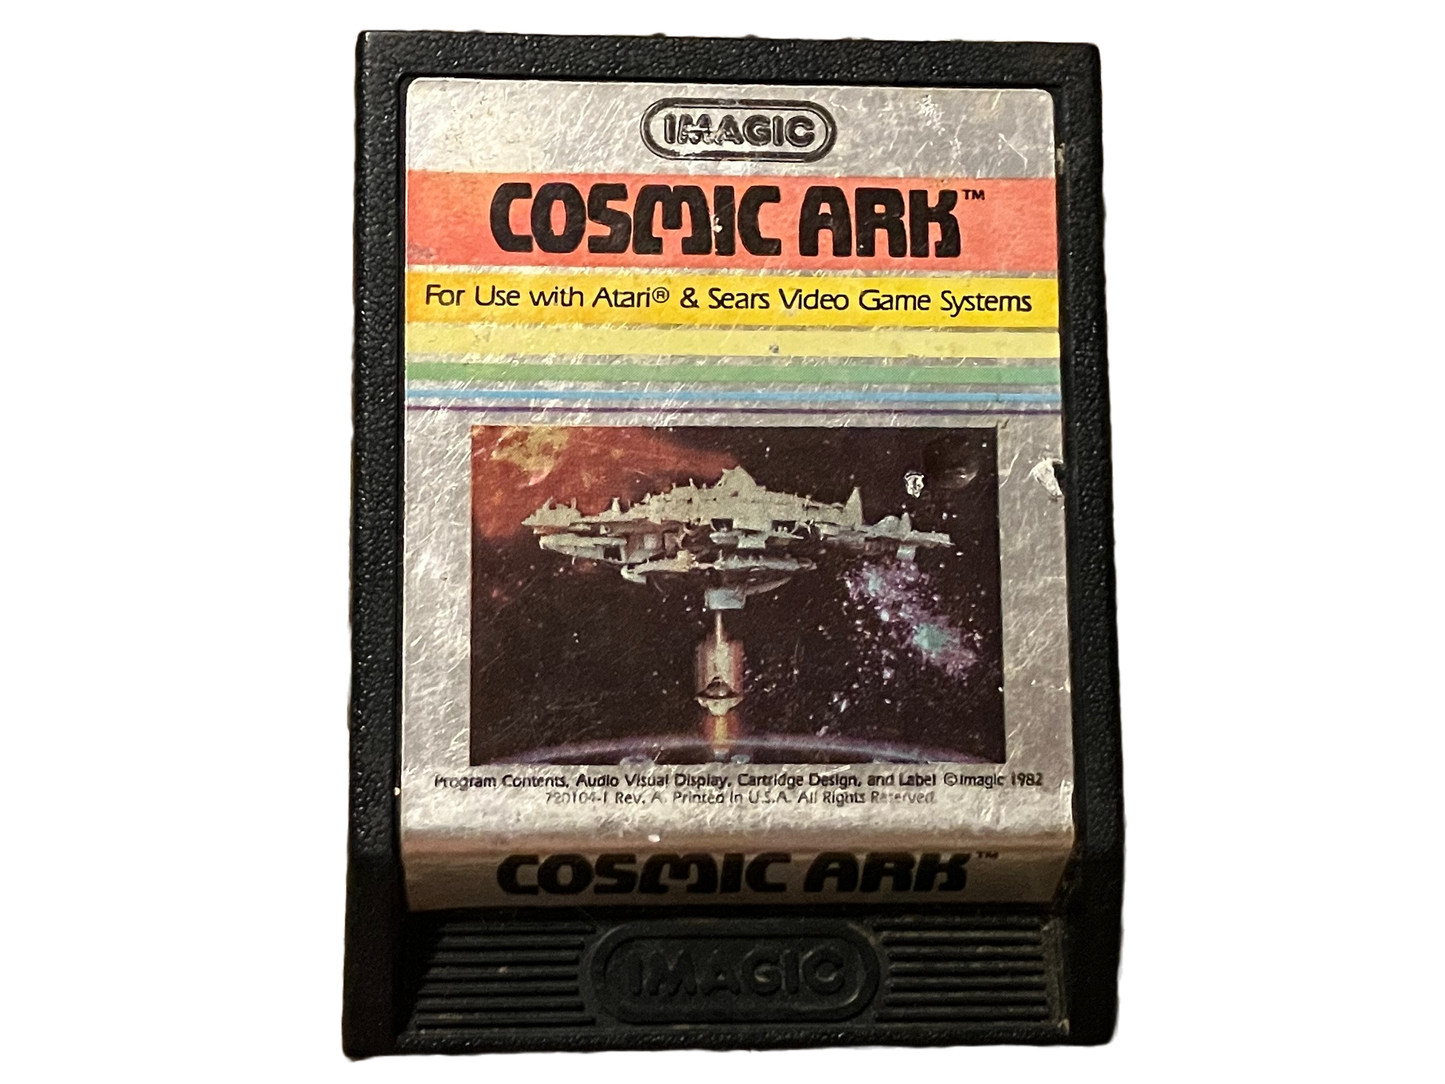 IMAGIC
COSMIC ARK™
For Use with Atari® & Sears Video Game Systems
Program Contents, Audio Visual Display, Cartridge Design, and Label ©Imagic 1982
720104-1 Rev. A. Printed in U.S.A. All Rights Reserved.
COSMIC ARK™
IMAGIC